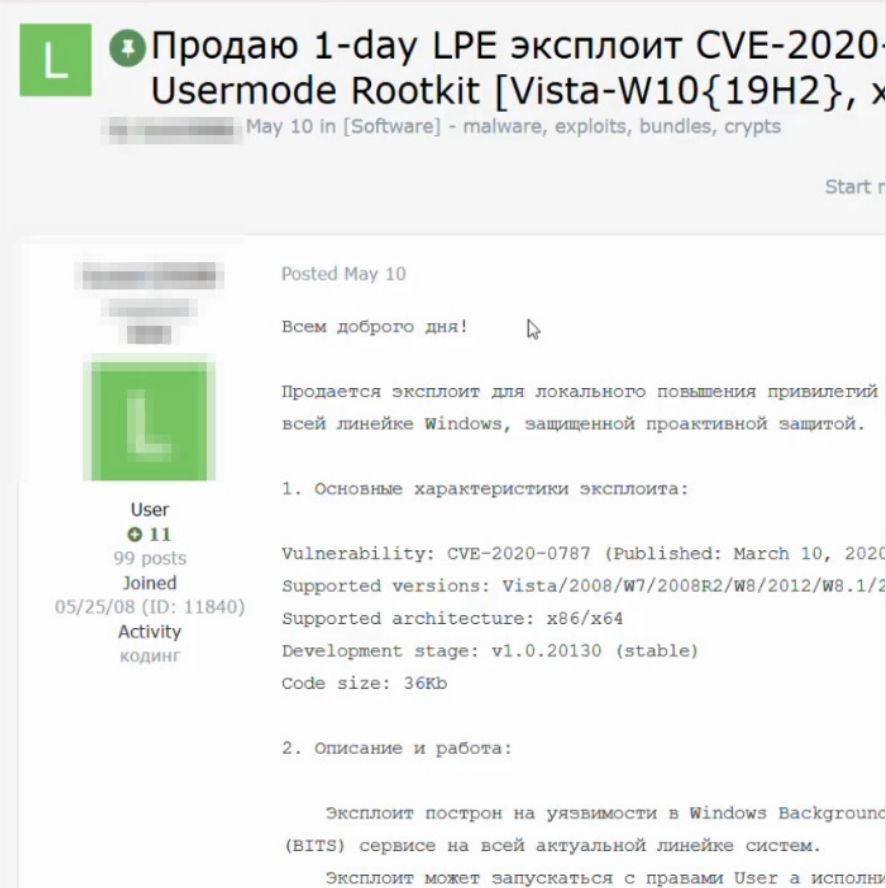 L
Продаю 1-day LPE эксплоит CVE-2020-
Usermode Rootkit [Vista-W10{19H2}, x
May 10 in [Software] - malware, exploits, bundles, crypts
Start r
Posted May 10
Всем доброго дня!
Продается эксплоит для локального повышения привилегий
всей линейке Windows, защищенной проактивной защитой.
1. Основные характеристики эксплоита:
L
User
11
99 posts
Joined
05/25/08 (ID: 11840)
Activity
кодинг
Vulnerability: CVE-2020-0787 (Published: March 10, 2020
Supported versions: Vista/2008/W7/2008R2/W8/2012/W8.1/2
Supported architecture: x86/x64
Development stage: v1.0.20130 (stable)
Code size: 36Kb
2. Описание и работа:
Эксплоит построн на уязвимости в Windows Background
(BITS) сервисе на всей актуальной линейке систем.
Эксплоит может запускаться с правами User а исполни